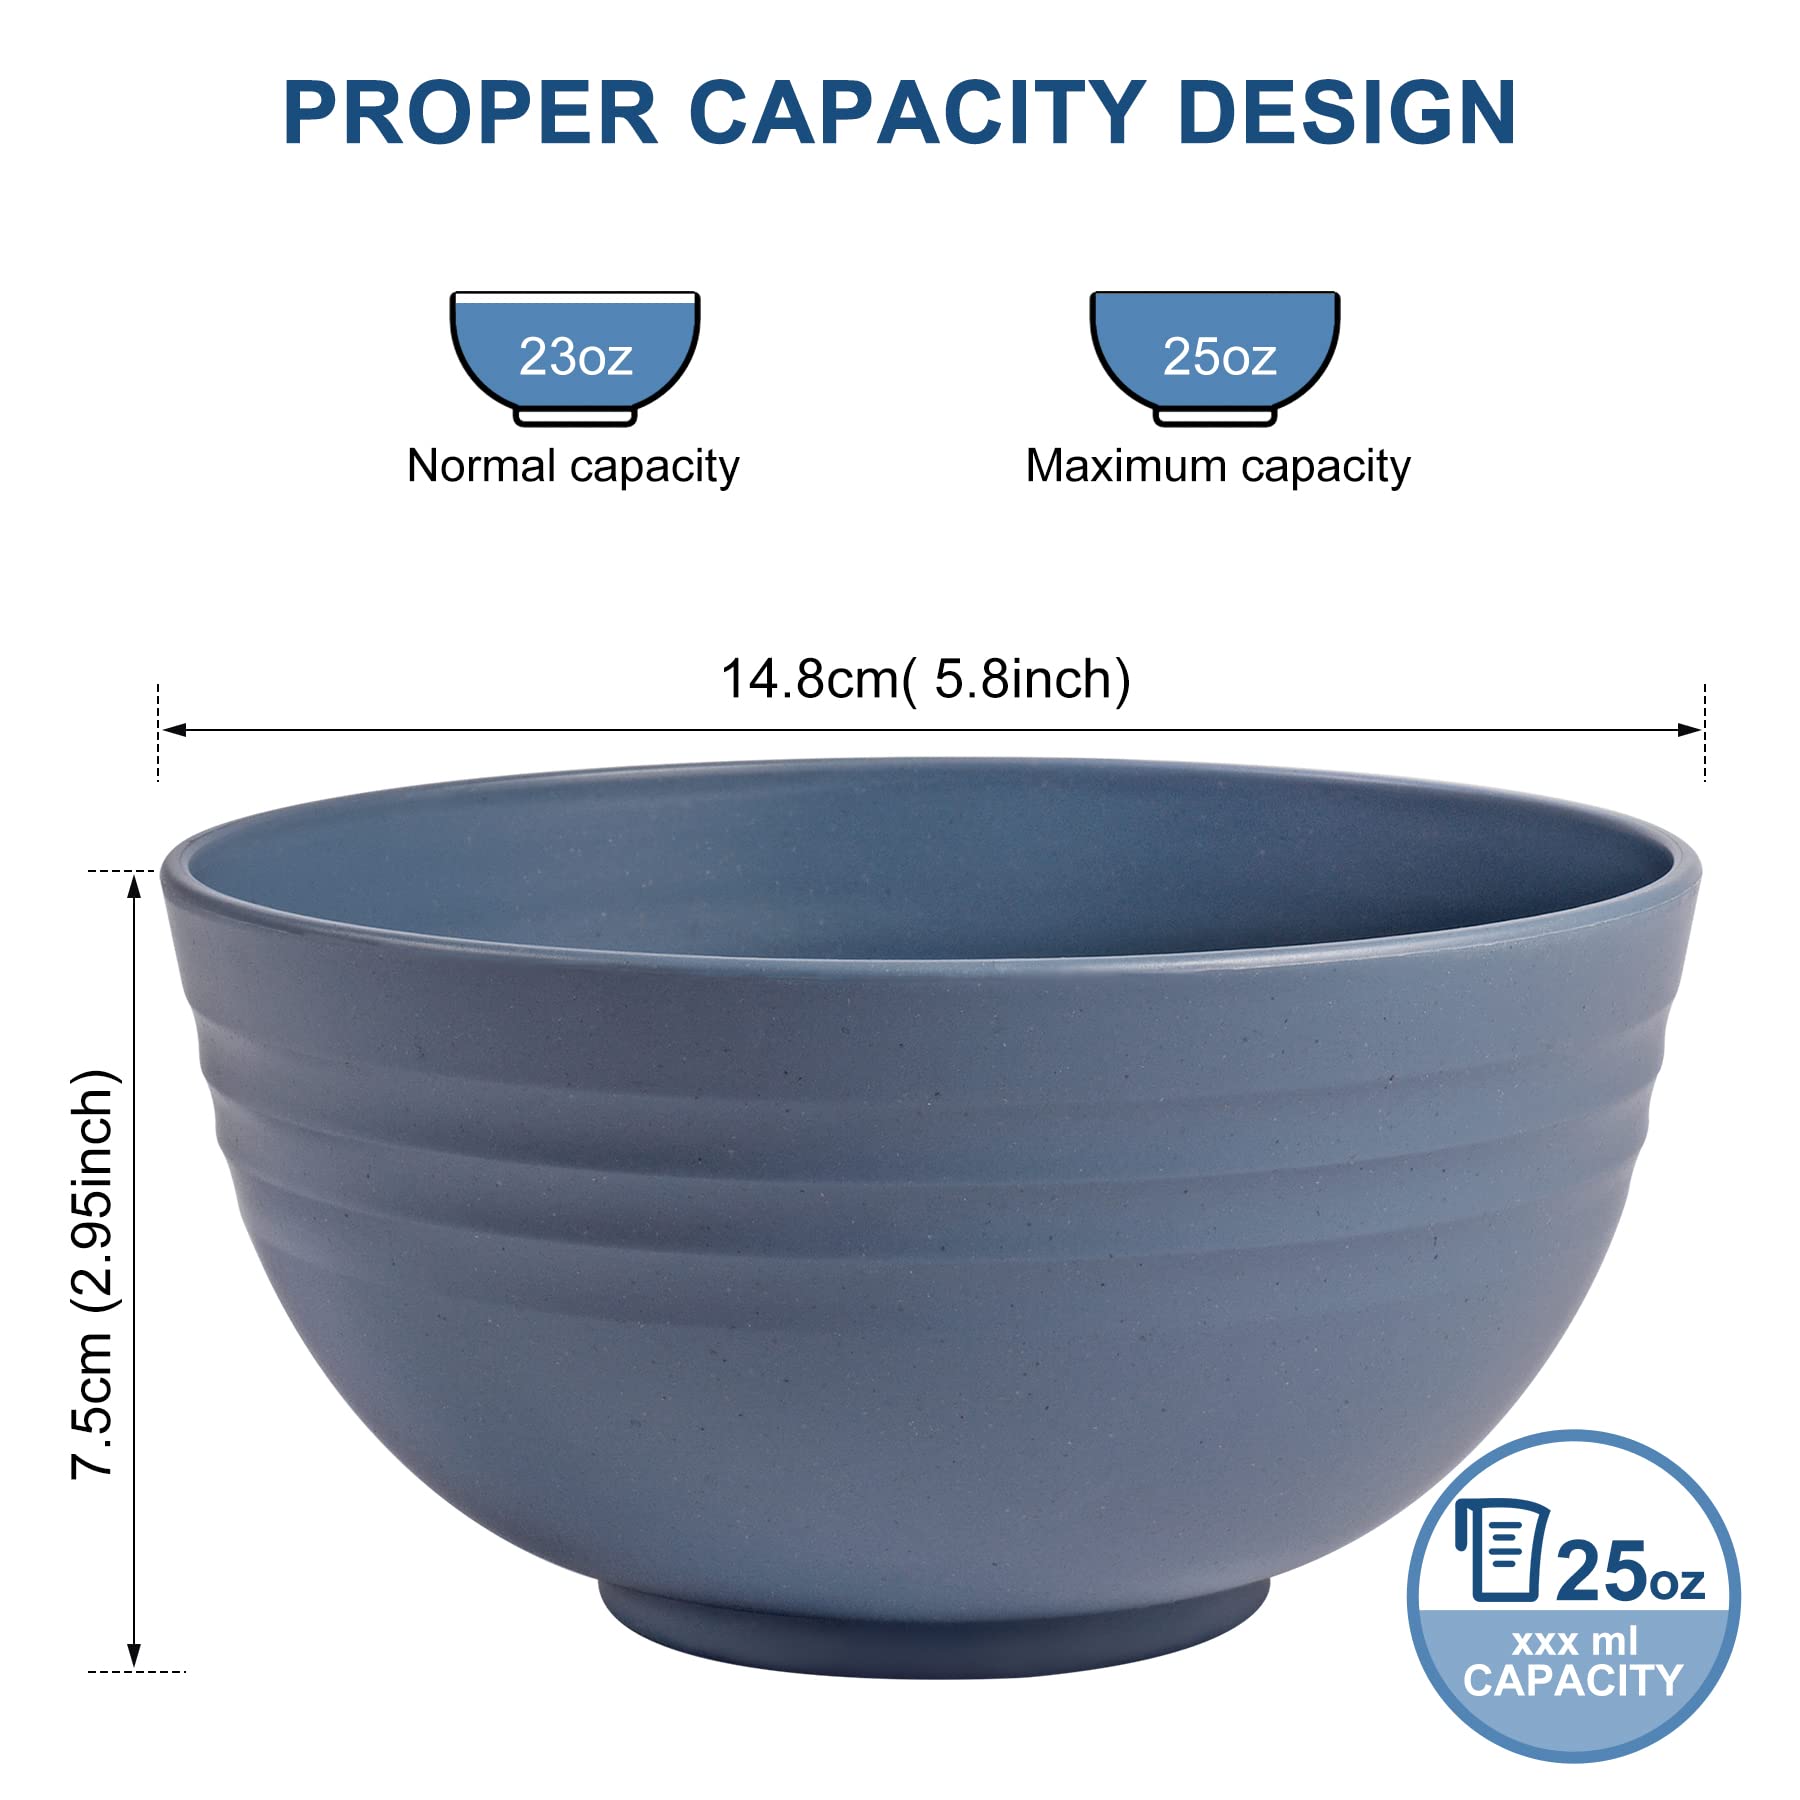 PROPER CAPACITY DESIGN
23oz
25oz
Normal capacity
Maximum capacity
14.8cm( 5.8inch)
7.5cm (2.95inch)
25oz
xxx ml
CAPACITY